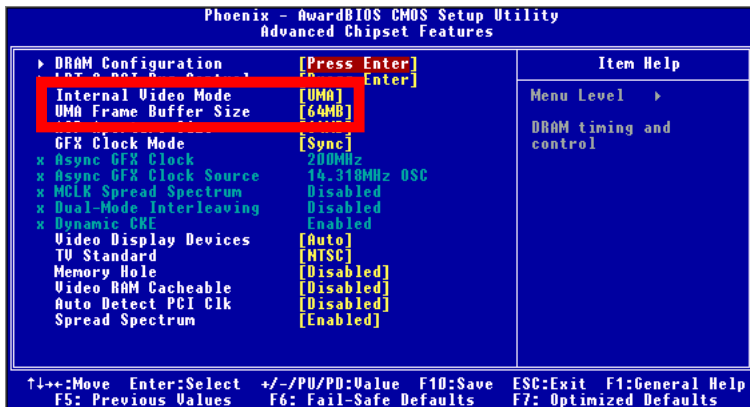 Phoenix - AwardBIOS CMOS Setup Utility
Advanced Chipset Features
▸ DRAM Configuration [Press Enter] Item Help
Enter]
Internal Video Mode [UMA] Menu Level ▸
UMA Frame Buffer Size [64MB]
DRAM timing and
GFX Clock Mode [Sync] control
x Async GFX Clock 200MHz
x Async GFX Clock Source 14.318MHz OSC
x MCLK Spread Spectrum Disabled
x Dual-Mode Interleaving Disabled
x Dynamic CKE Enabled
Video Display Devices [Auto]
TV Standard [NTSC]
Memory Hole [Disabled]
Video RAM Cacheable [Disabled]
Auto Detect PCI Clk [Disabled]
Spread Spectrum [Enabled]
↑↓→←:Move Enter:Select +/-/PU/PD:Value F10:Save ESC:Exit F1:General Help
F5: Previous Values F6: Fail-Safe Defaults F7: Optimized Defaults